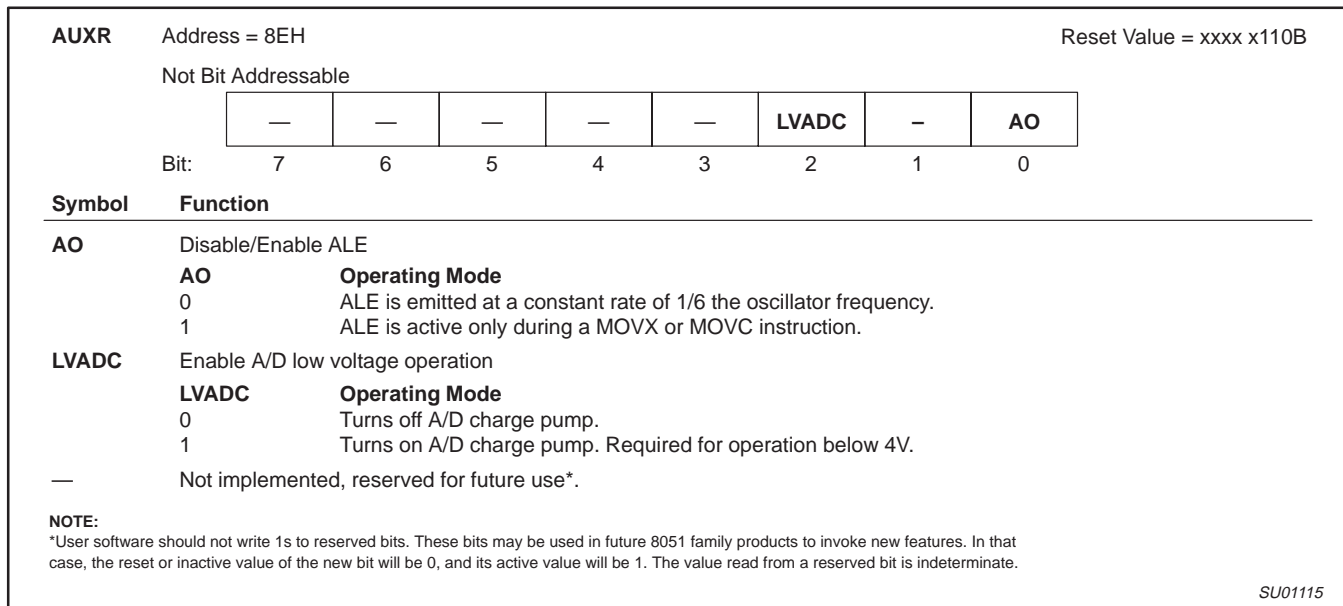 AUXR Address = 8EH Reset Value = xxxx x110B
Not Bit Addressable
— — — — — LVADC – AO
Bit: 7 6 5 4 3 2 1 0
Symbol Function
AO Disable/Enable ALE
AO Operating Mode
0 ALE is emitted at a constant rate of 1/6 the oscillator frequency.
1 ALE is active only during a MOVX or MOVC instruction.
LVADC Enable A/D low voltage operation
LVADC Operating Mode
0 Turns off A/D charge pump.
1 Turns on A/D charge pump. Required for operation below 4V.
— Not implemented, reserved for future use*.
NOTE:
*User software should not write 1s to reserved bits. These bits may be used in future 8051 family products to invoke new features. In that
case, the reset or inactive value of the new bit will be 0, and its active value will be 1. The value read from a reserved bit is indeterminate.
SU01115